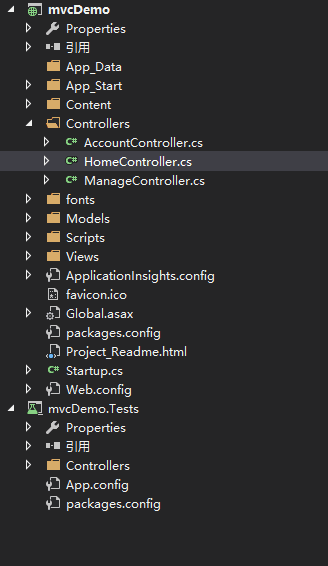 mvcDemo
Properties
引用
App_Data
App_Start
Content
Controllers
C# AccountController.cs
C# HomeController.cs
C# ManageController.cs
fonts
Models
Scripts
Views
ApplicationInsights.config
favicon.ico
Global.asax
packages.config
Project_Readme.html
C# Startup.cs
Web.config
mvcDemo.Tests
Properties
引用
Controllers
App.config
packages.config